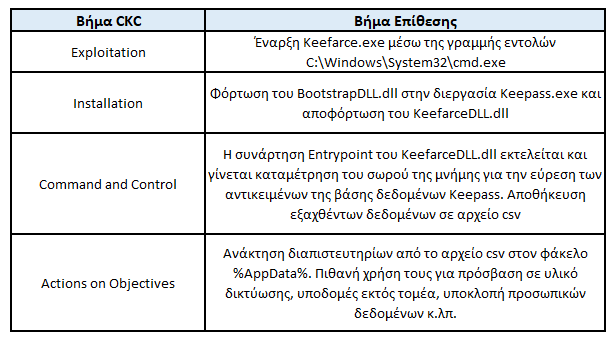 Βήμα CKC
Βήμα Επίθεσης
Exploitation
Έναρξη Keefarce.exe μέσω της γραμμής εντολών
C:\Windows\System32\cmd.exe
Installation
Φόρτωση του BootstrapDLL.dll στην διεργασία Keepass.exe και
αποφόρτωση του KeefarceDLL.dll
Command and Control
Η συνάρτηση Entrypoint του KeefarceDLL.dll εκτελείται και
γίνεται καταμέτρηση του σωρού της μνήμης για την εύρεση των
αντικειμένων της βάσης δεδομένων Keepass. Αποθήκευση
εξαχθέντων δεδομένων σε αρχείο csv
Actions on Objectives
Ανάκτηση διαπιστευτηρίων από το αρχείο csv στον φάκελο
%AppData%. Πιθανή χρήση τους για πρόσβαση σε υλικό
δικτύωσης, υποδομές εκτός τομέα, υποκλοπή προσωπικών
δεδομένων κ.λπ.